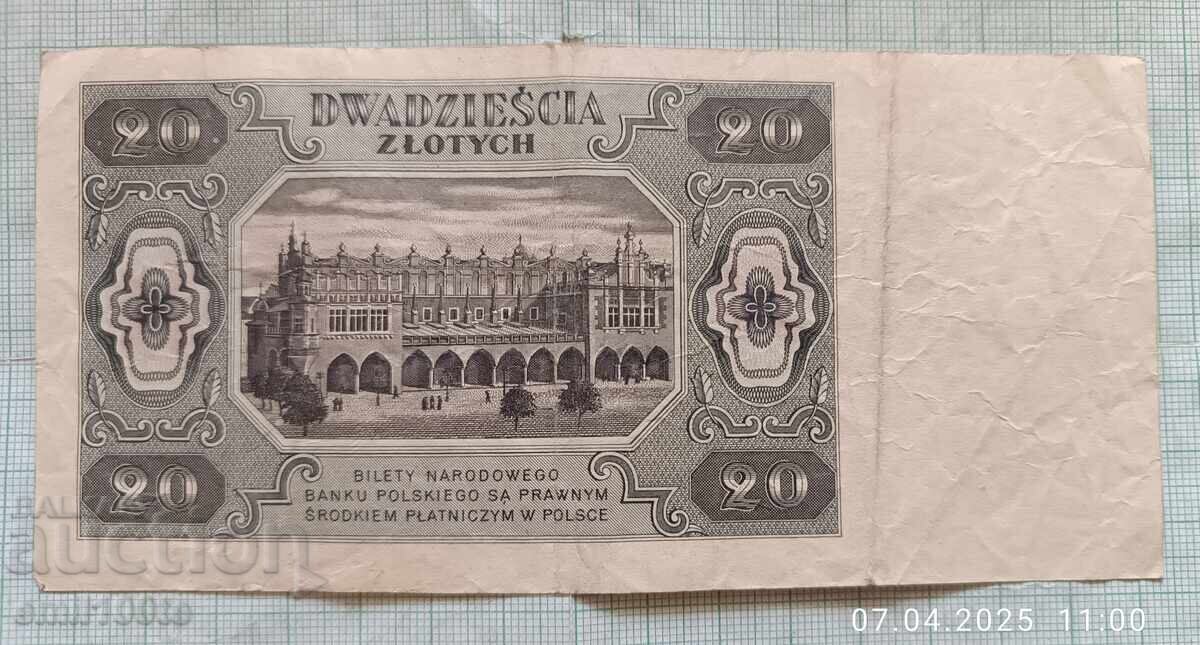 DWADZIEŚCIA
ZŁOTYCH
20
20
BILETY NARODOWEGO
BANKU POLSKIEGO SĄ PRAWNYM
ŚRODKIEM PŁATNICZYM W POLSCE
20
20
auction
07.04.2025 11:00